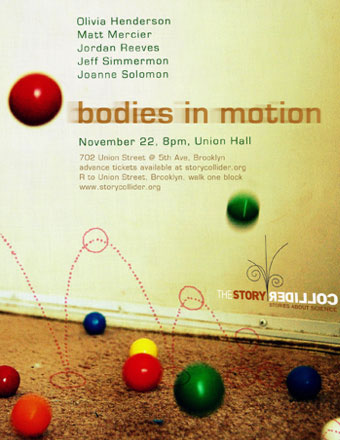 Olivia Henderson
Matt Mercier
Jordan Reeves
Jeff Simmermon
Joanne Solomon
bodies in motion
November 22, 8pm, Union Hall
702 Union Street @ 5th Ave, Brooklyn
advence tickets available at storycollider.org
R to Union Street, Brooklyn, walk one block
www.storycollider.org
THE STORY COLLIDER
STORIES ABOUT SCIENCE